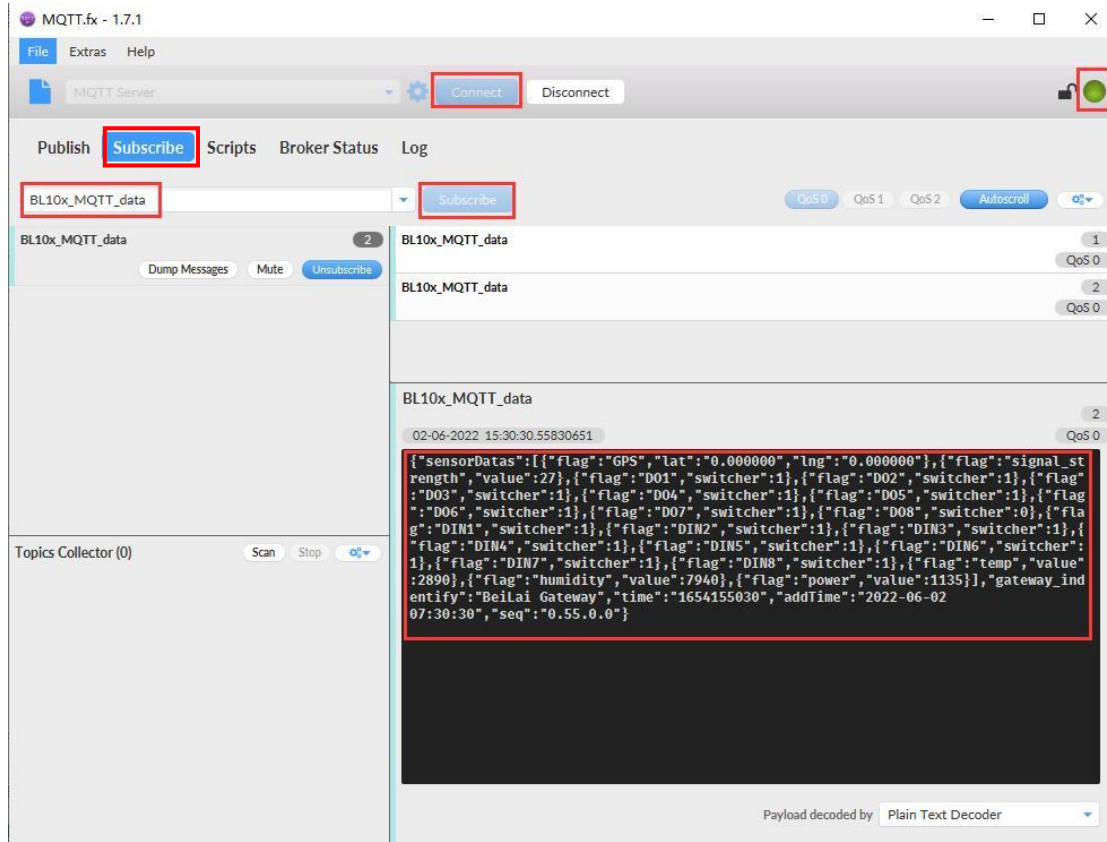 MQTT.fx - 1.7.1
File Extras Help
MQTT Server Connect Disconnect
Publish Subscribe Scripts Broker Status Log
BL10x_MQTT_data Subscribe QoS 0 QoS 1 QoS 2 Autoscroll
BL10x_MQTT_data 2
Dump Messages Mute Unsubscribe
BL10x_MQTT_data 1
QoS 0
BL10x_MQTT_data 2
QoS 0
BL10x_MQTT_data
2
02-06-2022 15:30:30.55830651 QoS 0
{"sensorDatas":[{"flag":"GPS","lat":"0.000000","lng":"0.000000"},{"flag":"signal_st
rength","value":27},{"flag":"DO1","switcher":1},{"flag":"DO2","switcher":1},{"flag"
:"DO3","switcher":1},{"flag":"DO4","switcher":1},{"flag":"DO5","switcher":1},{"flag
":"DO6","switcher":1},{"flag":"DO7","switcher":1},{"flag":"DO8","switcher":0},{"fla
g":"DIN1","switcher":1},{"flag":"DIN2","switcher":1},{"flag":"DIN3","switcher":1},{
"flag":"DIN4","switcher":1},{"flag":"DIN5","switcher":1},{"flag":"DIN6","switcher":
1},{"flag":"DIN7","switcher":1},{"flag":"DIN8","switcher":1},{"flag":"temp","value"
:2890},{"flag":"humidity","value":7940},{"flag":"power","value":1135}],"gateway_ind
entify":"BeiLai Gateway","time":"1654155030","addTime":"2022-06-02
07:30:30","seq":"0.55.0.0"}
Topics Collector (0) Scan Stop
Payload decoded by Plain Text Decoder